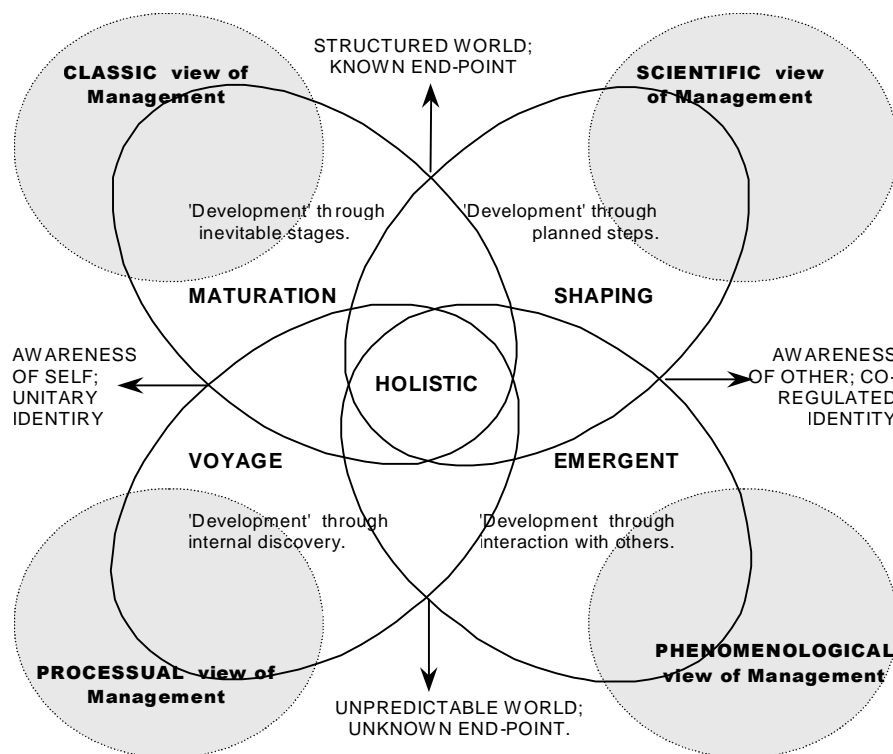 STRUCTURED WORLD;
KNOWN END-POINT
CLASSIC view of
Management
SCIENTIFIC view
of Management
'Development' through
inevitable stages.
'Development' through
planned steps.
MATURATION
SHAPING
AWARENESS
OF SELF;
UNITARY
IDENTIRY
HOLISTIC
AWARENESS
OF OTHER; CO-
REGULATED
IDENTITY
VOYAGE
EMERGENT
'Development' through
internal discovery.
'Development through
interaction with others.
PROCESSUAL view of
Management
PHENOMENOLOGICAL
view of Management
UNPREDICTABLE WORLD;
UNKNOWN END-POINT.